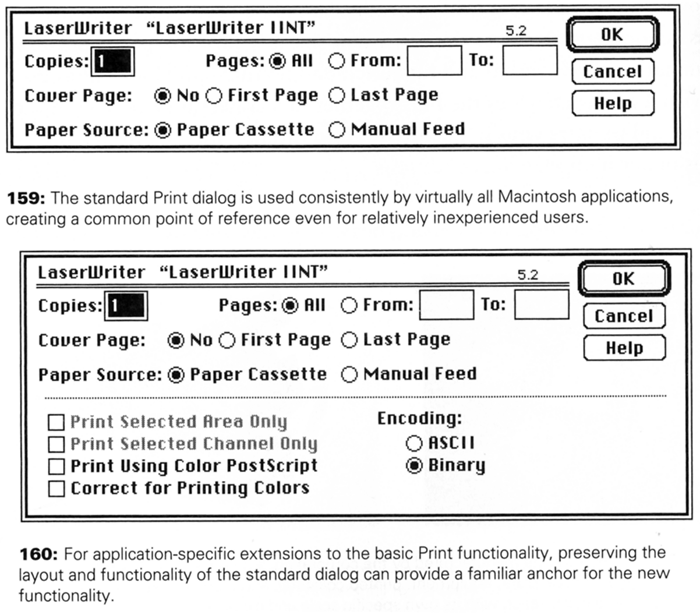 LaserWriter "LaserWriter IINT" 5.2 OK
Copies: 1 Pages: All From: To:
Cancel
Cover Page: No First Page Last Page
Help
Paper Source: Paper Cassette Manual Feed
159: The standard Print dialog is used consistently by virtually all Macintosh applications,
creating a common point of reference even for relatively inexperienced users.
LaserWriter "LaserWriter IINT" 5.2 OK
Copies: 1 Pages: All From: To:
Cancel
Cover Page: No First Page Last Page
Help
Paper Source: Paper Cassette Manual Feed
Print Selected Area Only Encoding:
Print Selected Channel Only ASCII
Print Using Color PostScript Binary
Correct for Printing Colors
160: For application-specific extensions to the basic Print functionality, preserving the
layout and functionality of the standard dialog can provide a familiar anchor for the new
functionality.